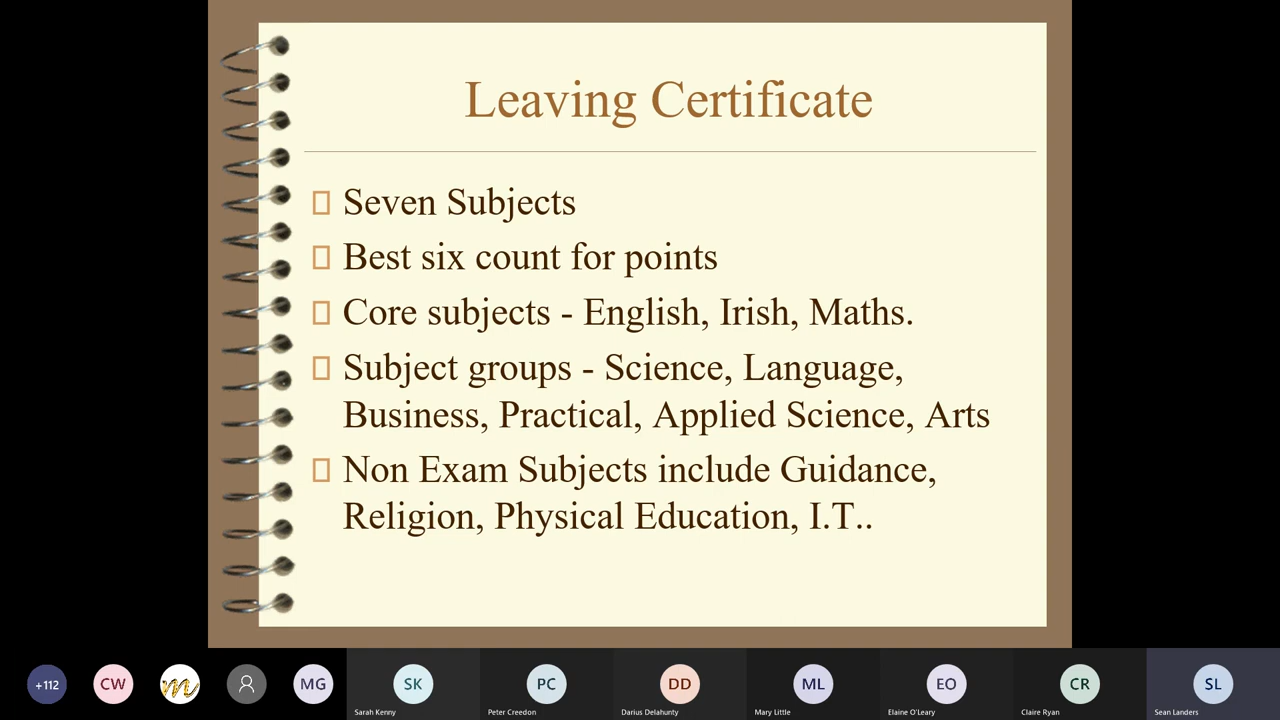 Leaving Certificate
Seven Subjects
Best six count for points
Core subjects - English, Irish, Maths.
Subject groups - Science, Language,
Business, Practical, Applied Science, Arts
Non Exam Subjects include Guidance,
Religion, Physical Education, I.T..
+112
CW
m
MG
SK
PC
DD
ML
EO
CR
SL
Sarah Kenny
Peter Creedon
Darius Delahunty
Mary Little
Elaine O'Leary
Claire Ryan
Sean Landers